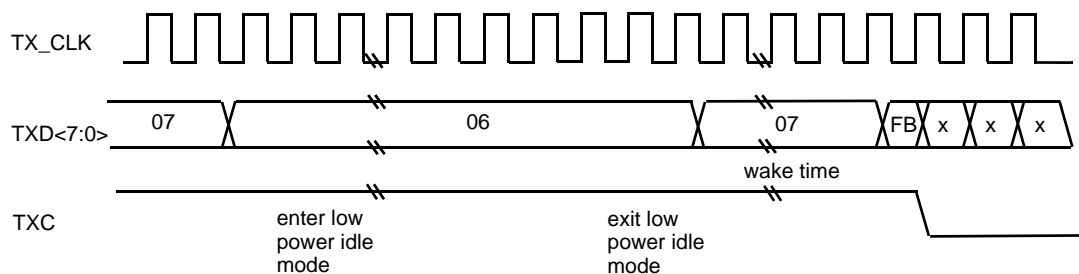 TX_CLK
TXD<7:0>
07
06
07
FB
x
x
x
wake time
TXC
enter low
power idle
mode
exit low
power idle
mode